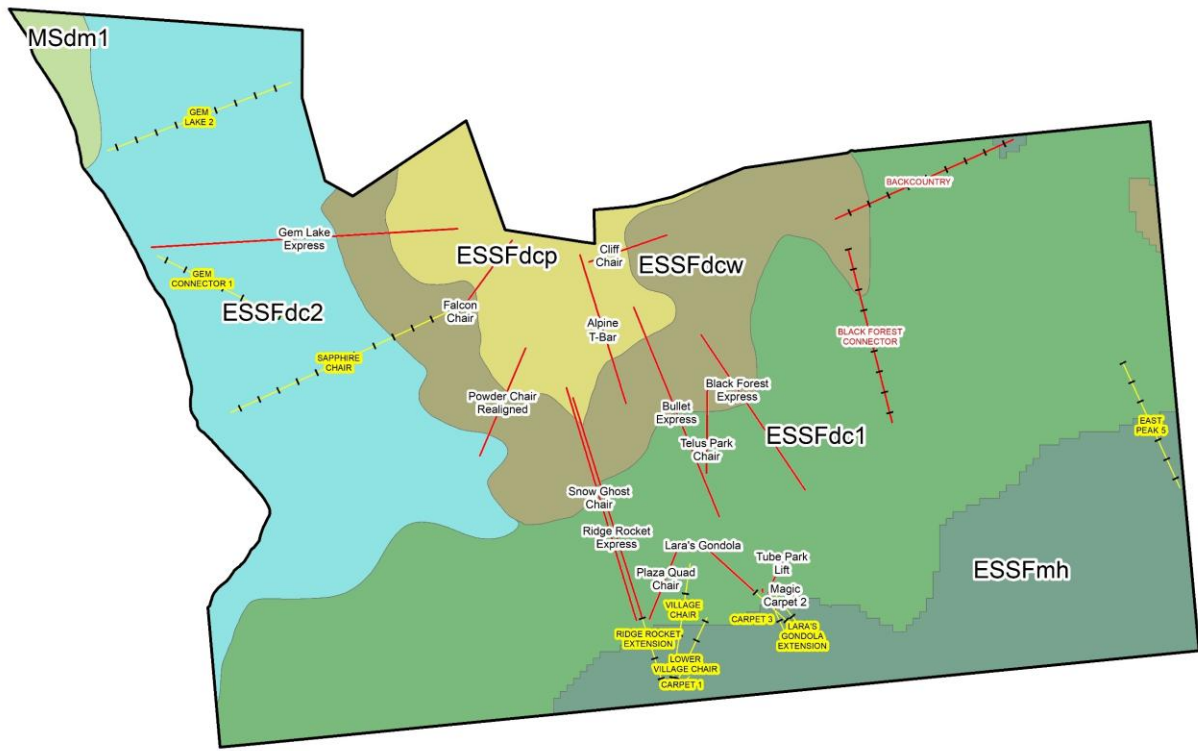 MSdm1
GEM
LAKE 2
BACKCOUNTRY
Gem Lake
Express
ESSFdcp
Cliff
Chair
ESSFdcw
GEM
CONNECTOR 1
ESSFdc2
Falcon
Chair
Alpine
T-Bar
BLACK FOREST
CONNECTOR
SAPPHIRE
CHAIR
Powder Chair
Realigned
Black Forest
Express
Bullet
Express
Telus Park
Chair
ESSFdc1
EAST
PEAK 5
Snow Ghost
Chair
Ridge Rocket
Express
Lara's Gondola
Tube Park
Lift
ESSFmh
Plaza Quad
Chair
Magic
Carpet 2
VILLAGE
CHAIR
CARPET 3
LARA'S
GONDOLA
EXTENSION
RIDGE ROCKET
EXTENSION
LOWER
VILLAGE CHAIR
CARPET 1